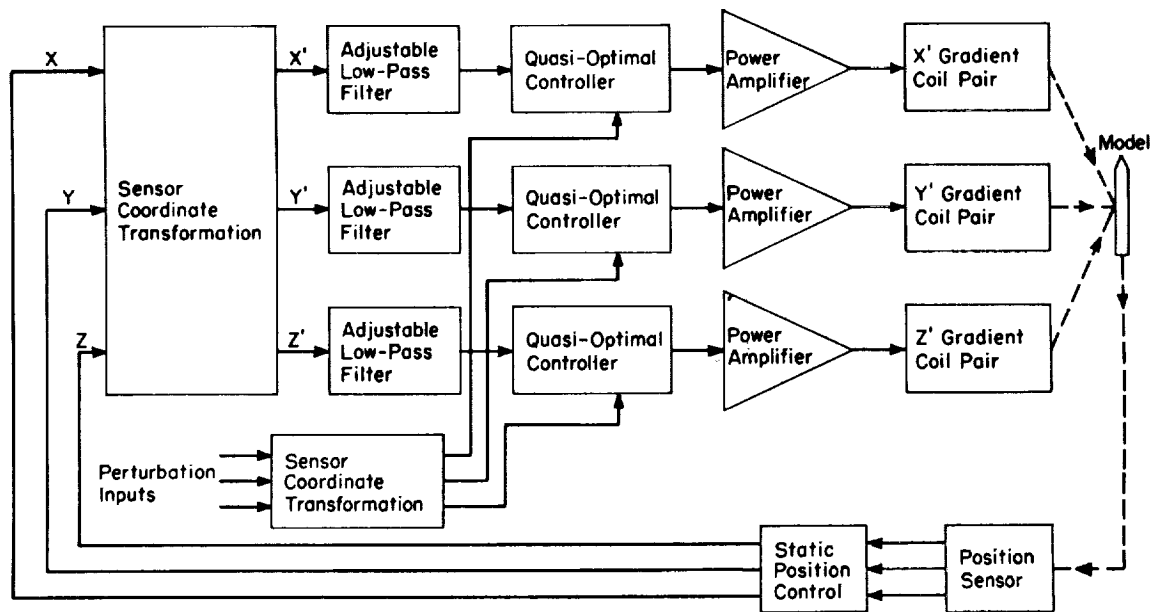 X
Y
Z
Sensor
Coordinate
Transformation
X'
Y'
Z'
Adjustable
Low-Pass
Filter
Quasi-Optimal
Controller
Power
Amplifier
X' Gradient
Coil Pair
Adjustable
Low-Pass
Filter
Quasi-Optimal
Controller
Power
Amplifier
Y' Gradient
Coil Pair
Adjustable
Low-Pass
Filter
Quasi-Optimal
Controller
Power
Amplifier
Z' Gradient
Coil Pair
Model
Perturbation
Inputs
Sensor
Coordinate
Transformation
Static
Position
Control
Position
Sensor